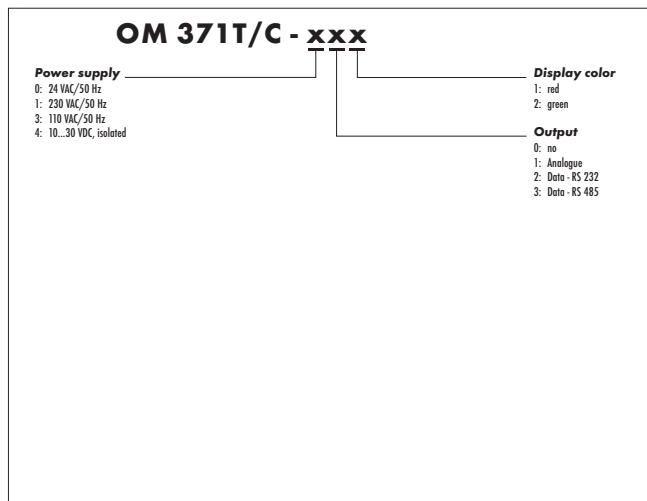 OM 371T/C - xxx
Power supply
0: 24 VAC/50 Hz
1: 230 VAC/50 Hz
3: 110 VAC/50 Hz
4: 10...30 VDC, isolated
Display color
1: red
2: green
Output
0: no
1: Analogue
2: Data - RS 232
3: Data - RS 485